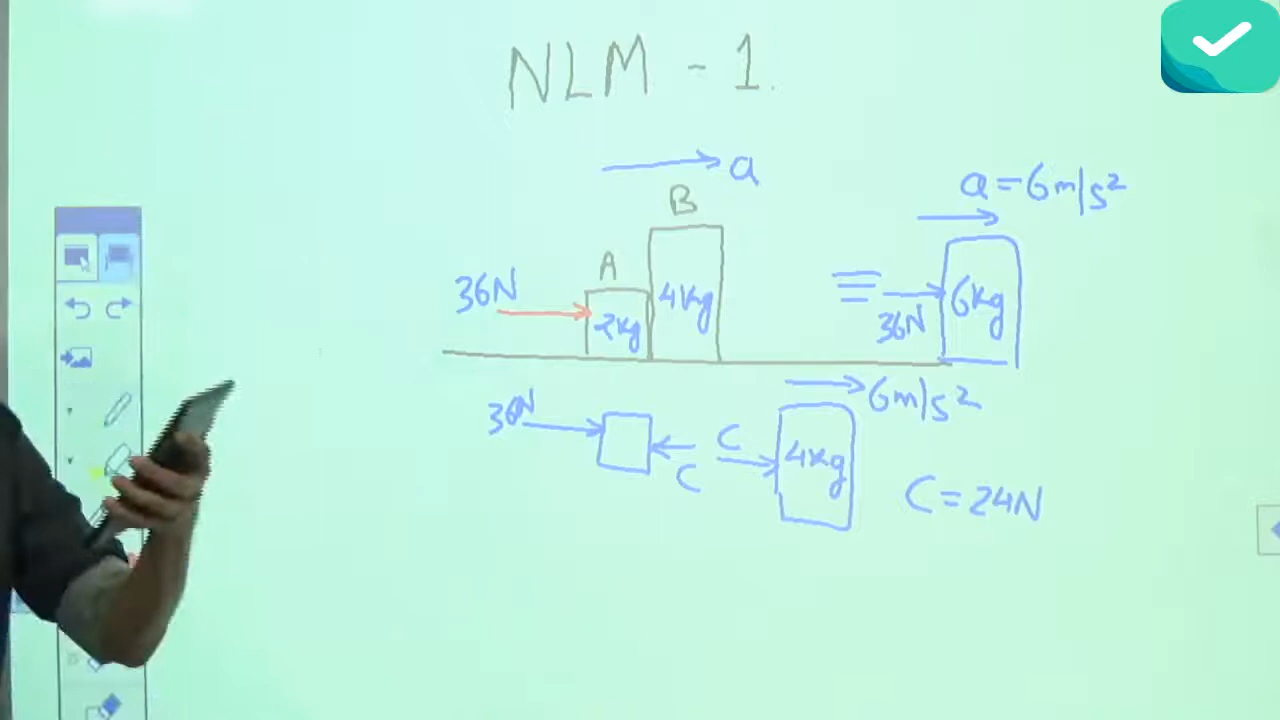 NLM - 1.
a
a = 6m/s²
B
A
36N
2kg
4kg
36N
6kg
6m/s²
36N
C
C
4kg
C = 24N